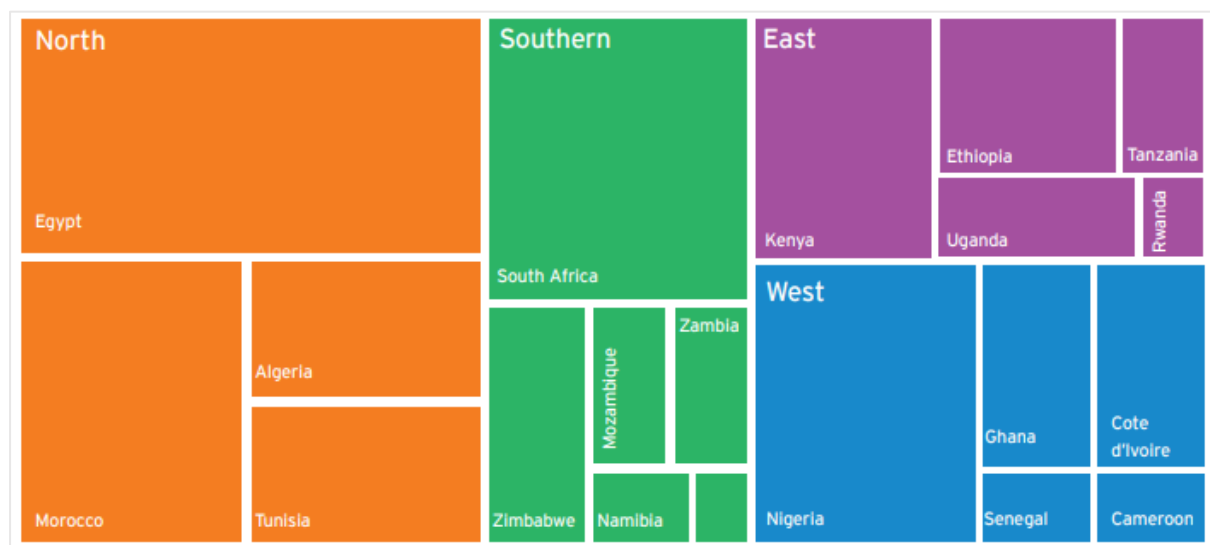 North
Egypt
Morocco
Algeria
Tunisia
Southern
South Africa
Zimbabwe
Mozambique
Zambia
Namibia
East
Kenya
Ethiopia
Tanzania
Uganda
Rwanda
West
Nigeria
Ghana
Cote
d'Ivoire
Senegal
Cameroon